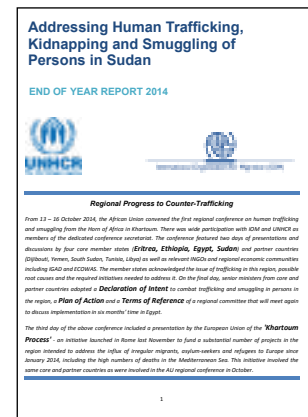 Addressing Human Trafficking,
Kidnapping and Smuggling of
Persons in Sudan
END OF YEAR REPORT 2014
UNHCR
Regional Progress to Counter-Trafficking
From 13 – 16 October 2014, the African Union convened the first regional conference on human trafficking
and smuggling from the Horn of Africa in Khartoum. There was wide participation with IOM and UNHCR as
members of the dedicated conference secretariat. The conference featured two days of presentations and
discussions by four core member states (Eritrea, Ethiopia, Egypt, Sudan) and partner countries
(Djibouti, Yemen, South Sudan, Tunisia, Libya) as well as relevant INGOs and regional economic communities
including IGAD and ECOWAS. The member states acknowledged the issue of trafficking in this region, possible
root causes and the required initiatives needed to address it. On the final day, senior ministers from core and
partner countries adopted a Declaration of Intent to combat trafficking and smuggling in persons in
the region, a Plan of Action and a Terms of Reference of a regional committee that will meet again
to discuss implementation in six months' time in Egypt.
The third day of the above conference included a presentation by the European Union of the 'Khartoum
Process' - an initiative launched in Rome last November to fund a substantial number of projects in the
region intended to address the influx of irregular migrants, asylum-seekers and refugees to Europe since
January 2014, including the high numbers of deaths in the Mediterranean Sea. This initiative involved the
same core and partner countries as were involved in the AU regional conference in October.
1